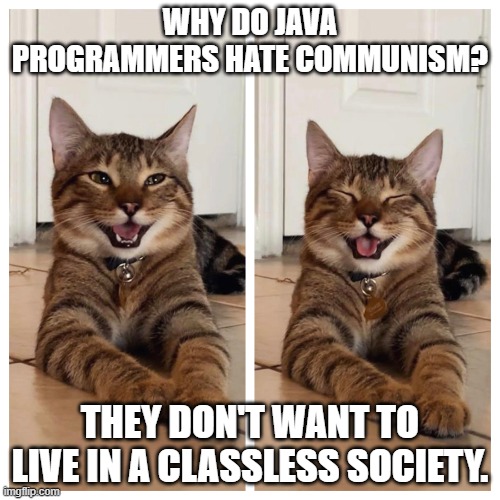 WHY DO JAVA
PROGRAMMERS HATE COMMUNISM?
THEY DON'T WANT TO
LIVE IN A CLASSLESS SOCIETY.
imgflip.com